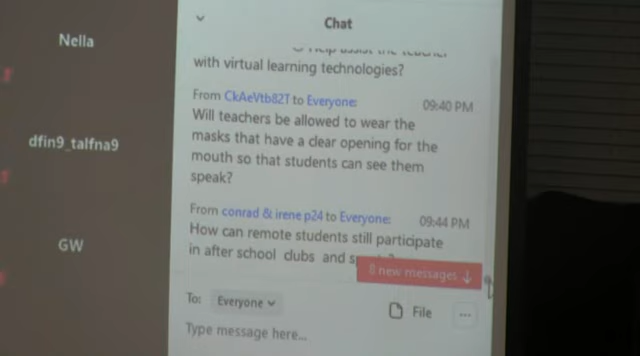 Nella
dfin9_talfna9
GW
Chat
help assist the teacher
with virtual learning technologies?
From CkAeVtb82T to Everyone:
09:40 PM
Will teachers be allowed to wear the
masks that have a clear opening for the
mouth so that students can see them
speak?
From conrad & irene p24 to Everyone:
09:44 PM
How can remote students still participate
in after school clubs and
8 new messages ↓
To: Everyone
File
...
Type message here...